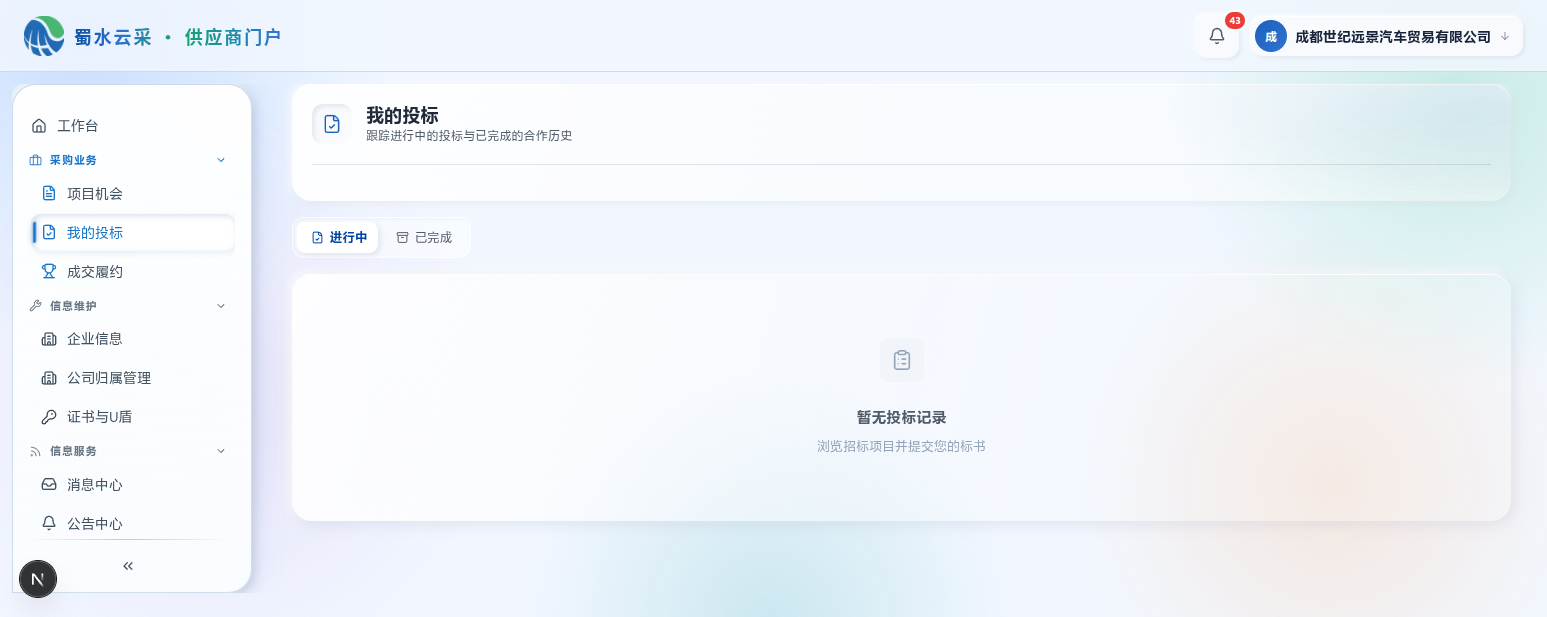 蜀水云采 · 供应商门户
43
成
成都世纪远景汽车贸易有限公司
工作台
采购业务
项目机会
我的投标
成交履约
信息维护
企业信息
公司归属管理
证书与U盾
信息服务
消息中心
公告中心
N
我的投标
跟踪进行中的投标与已完成的合作历史
进行中
已完成
暂无投标记录
浏览招标项目并提交您的标书